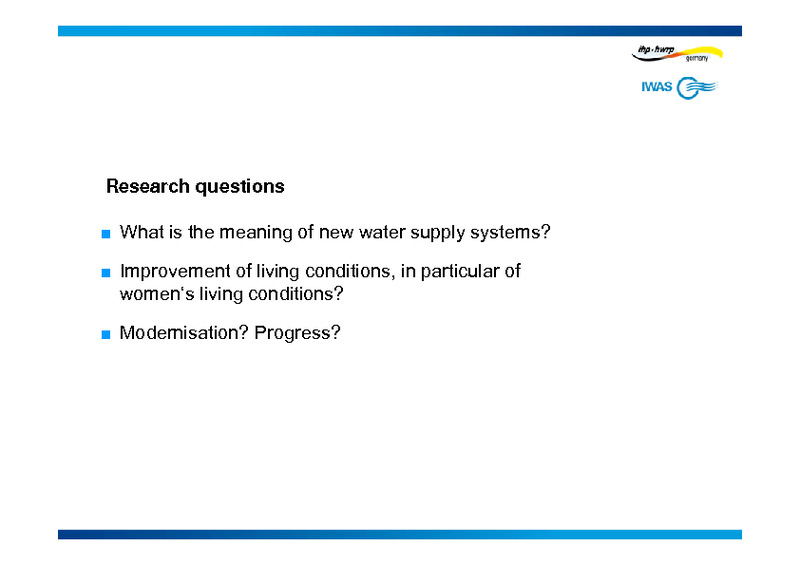 ihp • hwrp
germany
IWAS
Research questions
What is the meaning of new water supply systems?
Improvement of living conditions, in particular of
women‘s living conditions?
Modernisation? Progress?